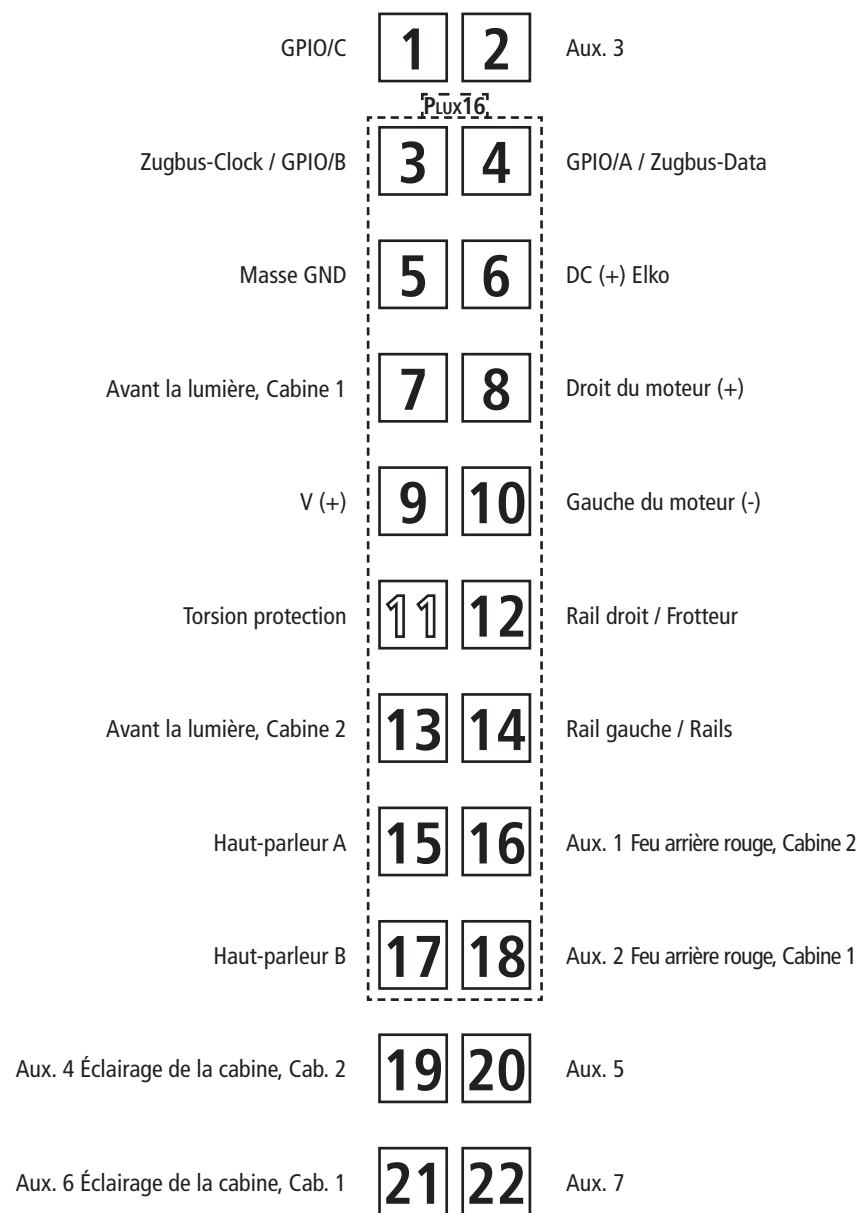 GPIO/C 1 2 Aux. 3
PLUX16
Zugbus-Clock / GPIO/B 3 4 GPIO/A / Zugbus-Data
Masse GND 5 6 DC (+) Elko
Avant la lumière, Cabine 1 7 8 Droit du moteur (+)
V (+) 9 10 Gauche du moteur (-)
Torsion protection 11 12 Rail droit / Frotteur
Avant la lumière, Cabine 2 13 14 Rail gauche / Rails
Haut-parleur A 15 16 Aux. 1 Feu arrière rouge, Cabine 2
Haut-parleur B 17 18 Aux. 2 Feu arrière rouge, Cabine 1
Aux. 4 Éclairage de la cabine, Cab. 2 19 20 Aux. 5
Aux. 6 Éclairage de la cabine, Cab. 1 21 22 Aux. 7